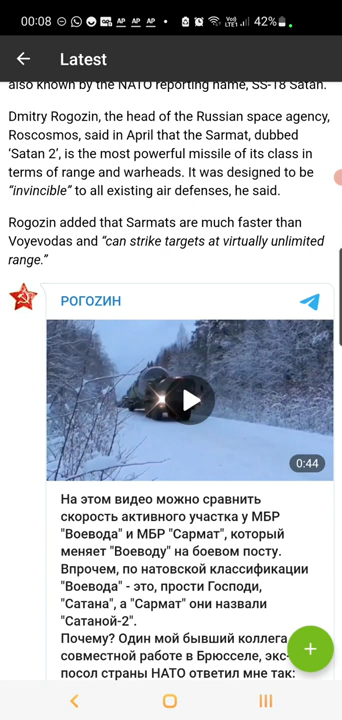 00:08
AP AP AP
Vo))
LTE1
42%
Latest
also known by the NATO reporting name, SS-18 Satan.
Dmitry Rogozin, the head of the Russian space agency,
Roscosmos, said in April that the Sarmat, dubbed
‘Satan 2’, is the most powerful missile of its class in
terms of range and warheads. It was designed to be
“invincible” to all existing air defenses, he said.
Rogozin added that Sarmats are much faster than
Voyevodas and “can strike targets at virtually unlimited
range.”
РОГОZИН
0:44
На этом видео можно сравнить
скорость активного участка у МБР
"Воевода" и МБР "Сармат", который
меняет "Воеводу" на боевом посту.
Впрочем, по натовской классификации
"Воевода" - это, прости Господи,
"Сатана", а "Сармат" они назвали
"Сатаной-2".
Почему? Один мой бывший коллега
совместной работе в Брюсселе, экс-
посол страны НАТО ответил мне так: